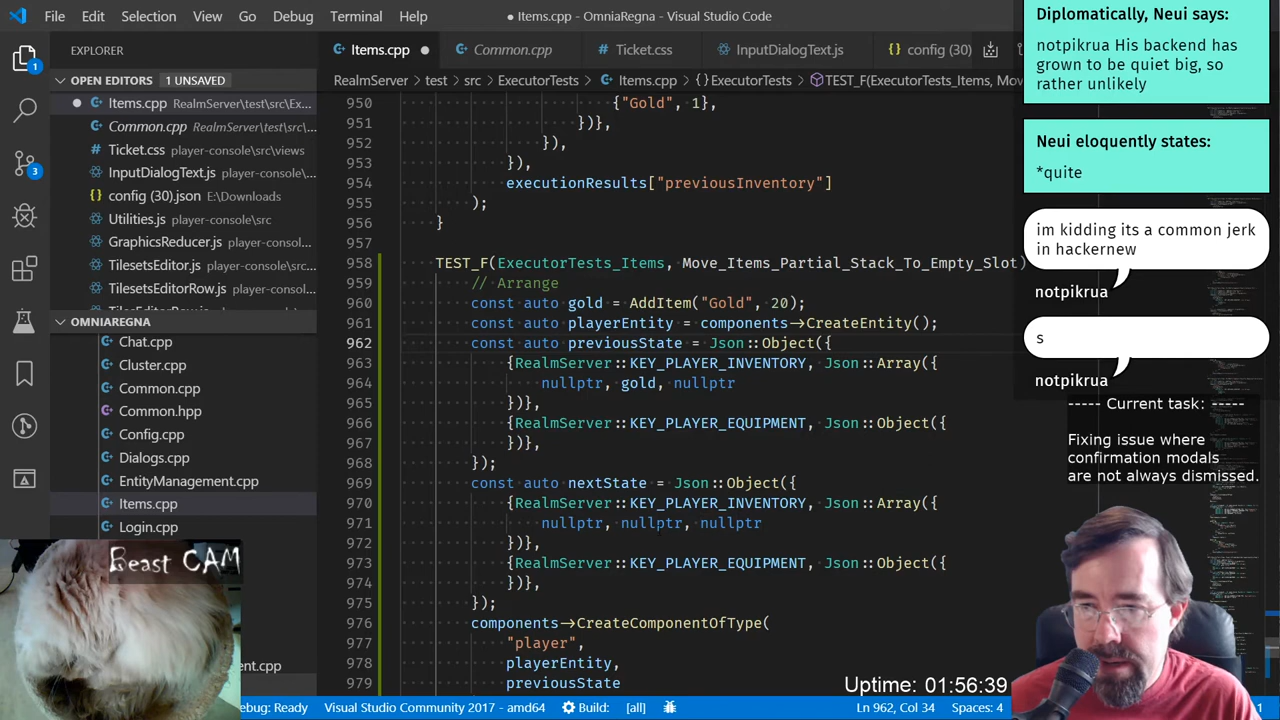 File Edit Selection View Go Debug Terminal Help
● Items.cpp - OmniaRegna - Visual Studio Code
EXPLORER
Items.cpp
Common.cpp
Ticket.css
InputDialogText.js
config (30)
RealmServer > test > src > ExecutorTests > Items.cpp > {} ExecutorTests > TEST_F(ExecutorTests_Items, Mov
OPEN EDITORS 1 UNSAVED
Items.cpp RealmServer\test\src\Ex...
Common.cpp RealmServer\test\src\...
Ticket.css player-console\src\views
InputDialogText.js player-console\src...
config (30).json E:\Downloads
Utilities.js player-console\src
GraphicsReducer.js player-console\src...
TilesetsEditor.js player-console\src\...
TilesetsEditorRow.js player-console\...
OMNIAREGNA
Chat.cpp
Cluster.cpp
Common.cpp
Common.hpp
Config.cpp
Dialogs.cpp
EntityManagement.cpp
Items.cpp
Login.cpp
1
3
950 {"Gold", 1},
951 })},
952 }),
953 }),
954 executionResults["previousInventory"]
955 );
956 }
957
958 TEST_F(ExecutorTests_Items, Move_Items_Partial_Stack_To_Empty_Slot)
959 // Arrange
960 const auto gold = AddItem("Gold", 20);
961 const auto playerEntity = components→CreateEntity();
962 const auto previousState = Json::Object({
963 {RealmServer::KEY_PLAYER_INVENTORY, Json::Array({
964 nullptr, gold, nullptr
965 })},
966 {RealmServer::KEY_PLAYER_EQUIPMENT, Json::Object({
967 })},
968 });
969 const auto nextState = Json::Object({
970 {RealmServer::KEY_PLAYER_INVENTORY, Json::Array({
971 nullptr, nullptr, nullptr
972 })},
973 {RealmServer::KEY_PLAYER_EQUIPMENT, Json::Object({
974 })},
975 });
976 components→CreateComponentOfType(
977 "player",
978 playerEntity,
979 previousState
Diplomatically, Neui says:
notpikrua His backend has
grown to be quiet big, so
rather unlikely
Neui eloquently states:
*quite
im kidding its a common jerk
in hackernew
notpikrua
s
notpikrua
----- Current task: -----
Fixing issue where
confirmation modals
are not always dismissed.
Beast CAM
Uptime: 01:56:39
ebug: Ready Visual Studio Community 2017 - amd64 Build: [all] Ln 962, Col 34 Spaces: 4